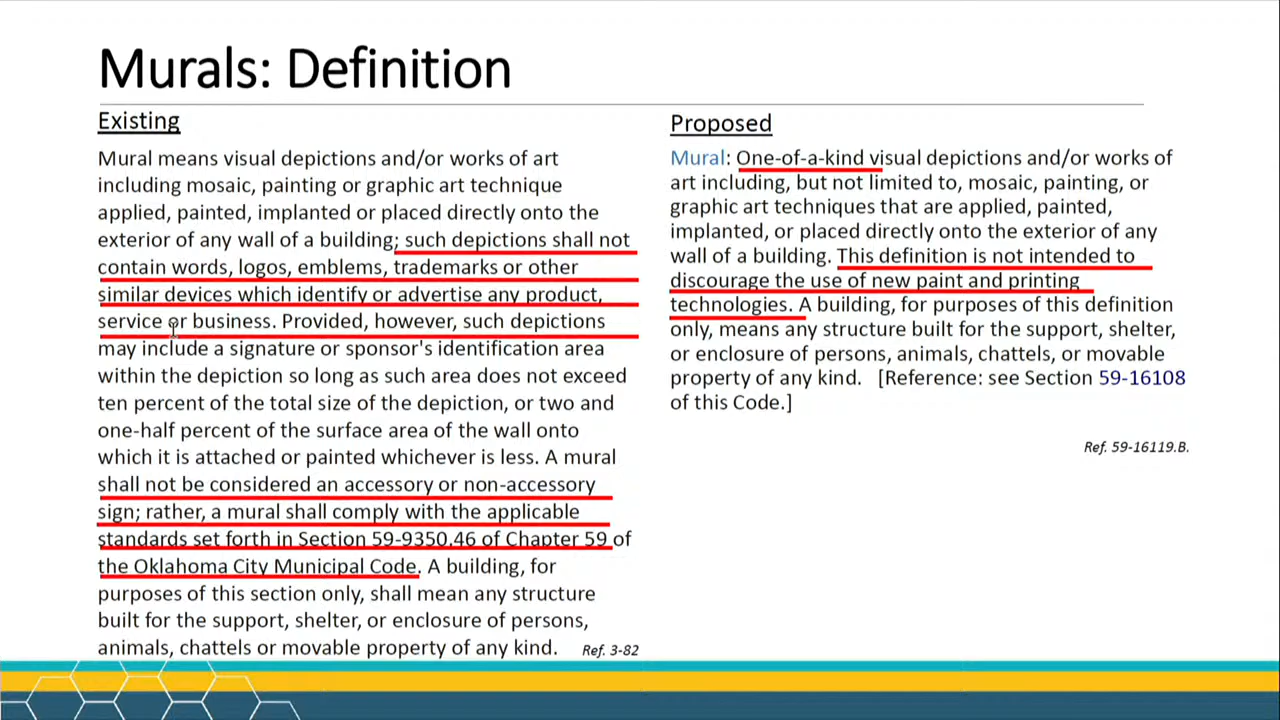 Murals: Definition
Existing
Mural means visual depictions and/or works of art
including mosaic, painting or graphic art technique
applied, painted, implanted or placed directly onto the
exterior of any wall of a building; such depictions shall not
contain words, logos, emblems, trademarks or other
similar devices which identify or advertise any product,
service or business. Provided, however, such depictions
may include a signature or sponsor's identification area
within the depiction so long as such area does not exceed
ten percent of the total size of the depiction, or two and
one-half percent of the surface area of the wall onto
which it is attached or painted whichever is less. A mural
shall not be considered an accessory or non-accessory
sign; rather, a mural shall comply with the applicable
standards set forth in Section 59-9350.46 of Chapter 59 of
the Oklahoma City Municipal Code. A building, for
purposes of this section only, shall mean any structure
built for the support, shelter, or enclosure of persons,
animals, chattels or movable property of any kind. Ref. 3-82
Proposed
Mural: One-of-a-kind visual depictions and/or works of
art including, but not limited to, mosaic, painting, or
graphic art techniques that are applied, painted,
implanted, or placed directly onto the exterior of any
wall of a building. This definition is not intended to
discourage the use of new paint and printing
technologies. A building, for purposes of this definition
only, means any structure built for the support, shelter,
or enclosure of persons, animals, chattels, or movable
property of any kind. [Reference: see Section 59-16108
of this Code.]
Ref. 59-16119.B.